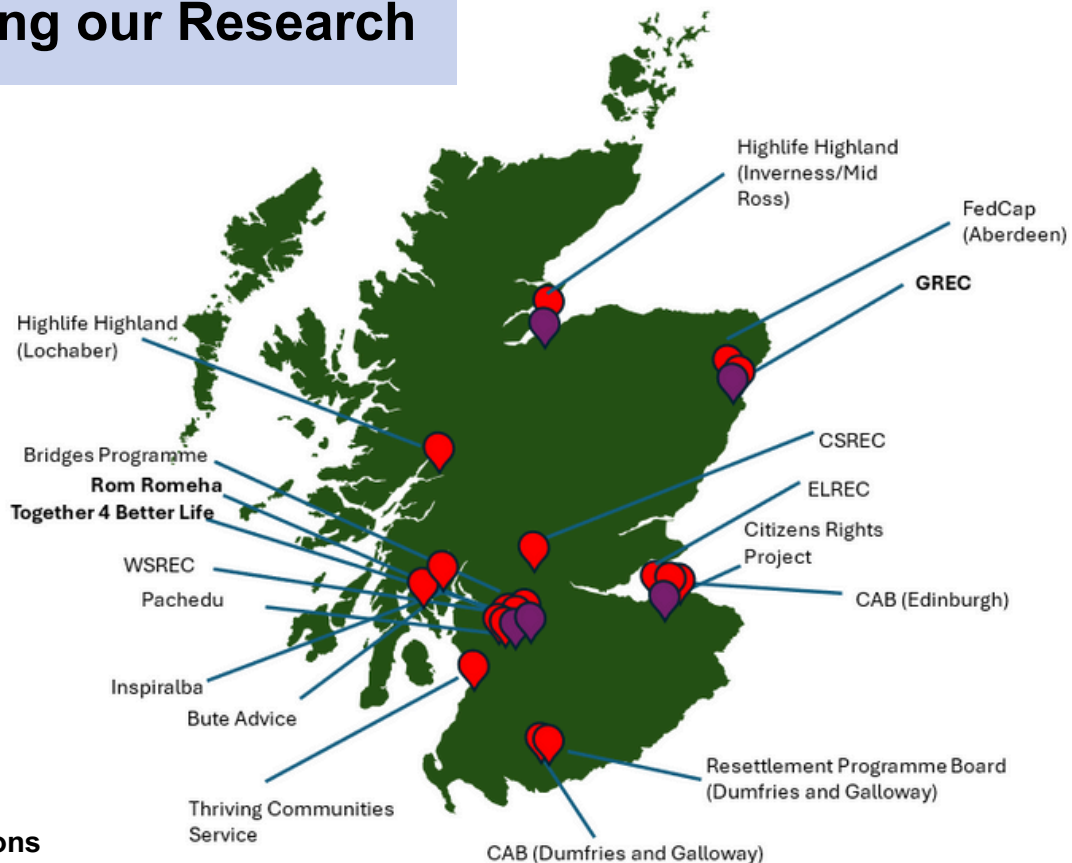 ng our Research
Highlife Highland
(Inverness/Mid
Ross)
FedCap
(Aberdeen)
GREC
Highlife Highland
(Lochaber)
CSREC
Bridges Programme
Rom Romeha
ELREC
Together 4 Better Life
Citizens Rights
Project
WSREC
Pachedu
CAB (Edinburgh)
Inspiralba
Bute Advice
Resettlement Programme Board
(Dumfries and Galloway)
Thriving Communities
Service
ons
CAB (Dumfries and Galloway)